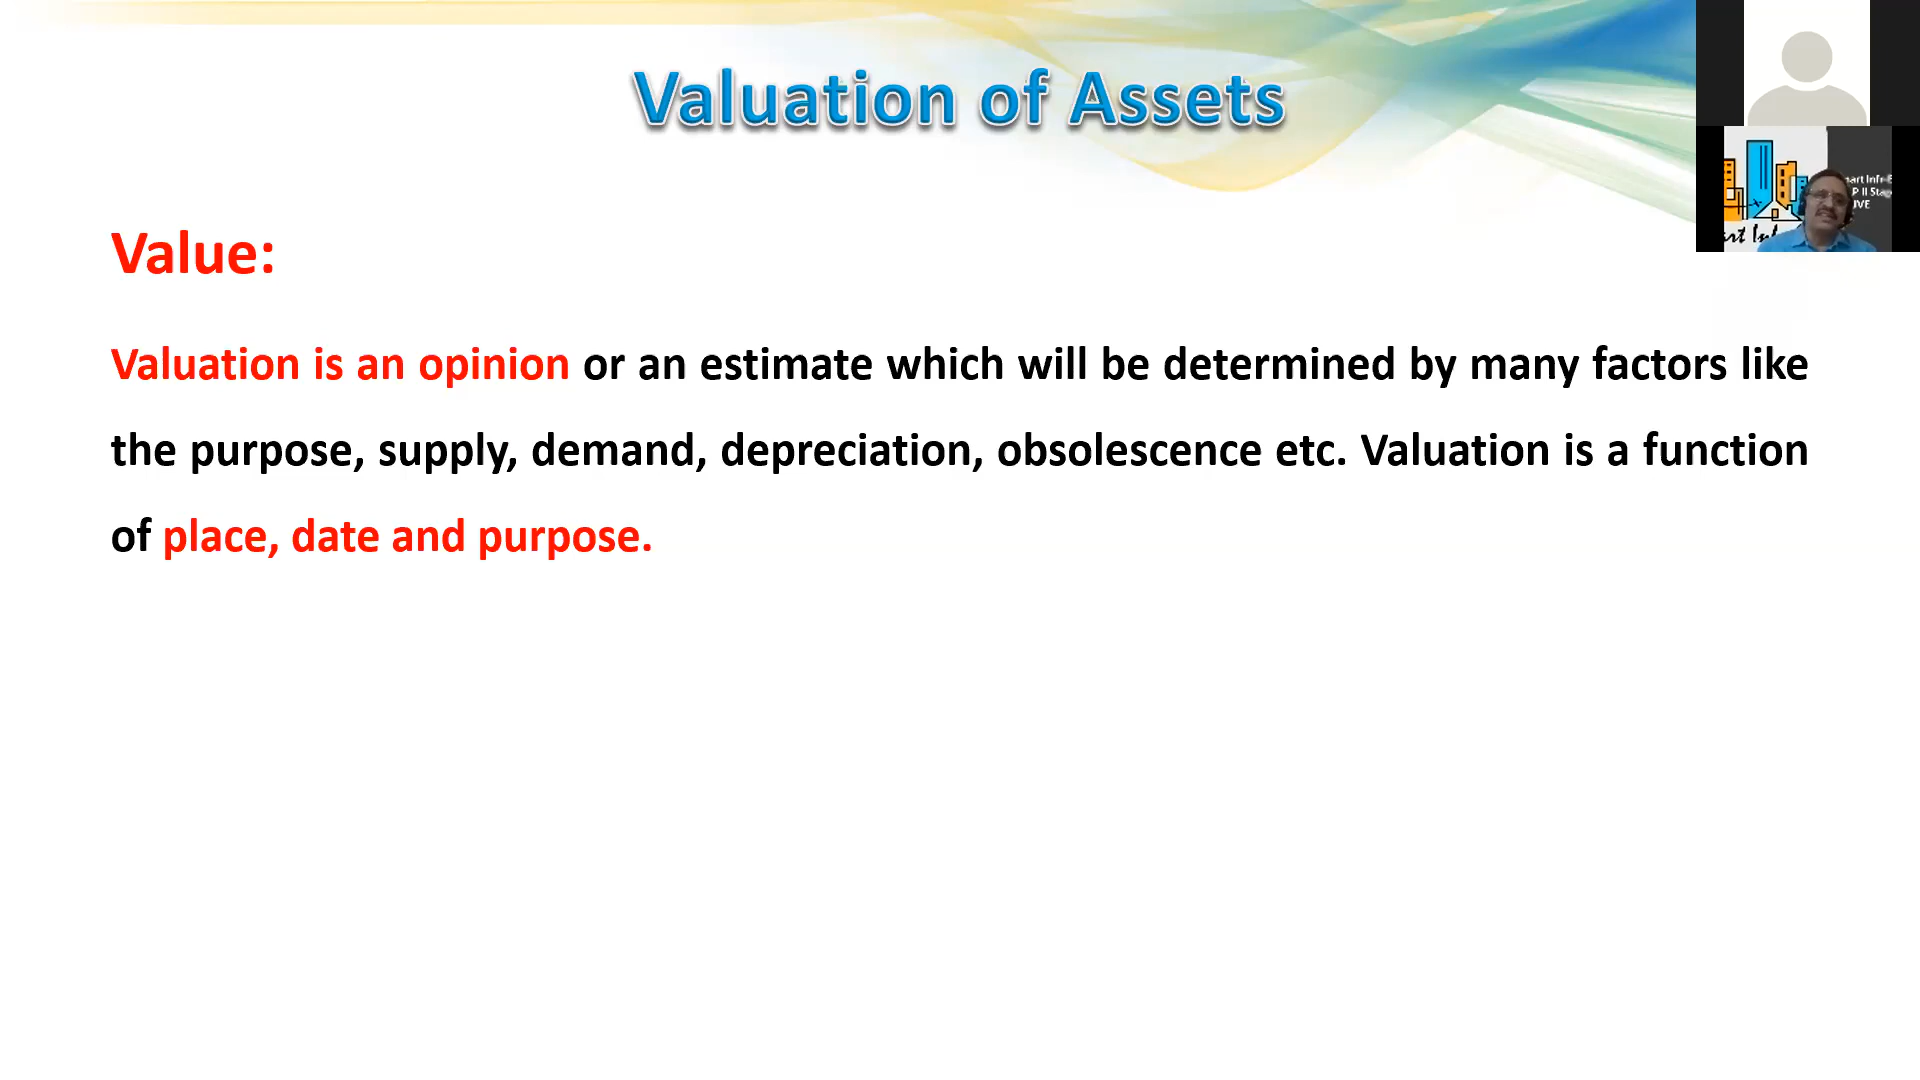 Valuation of Assets
Value:
Valuation is an opinion or an estimate which will be determined by many factors like
the purpose, supply, demand, depreciation, obsolescence etc. Valuation is a function
of place, date and purpose.